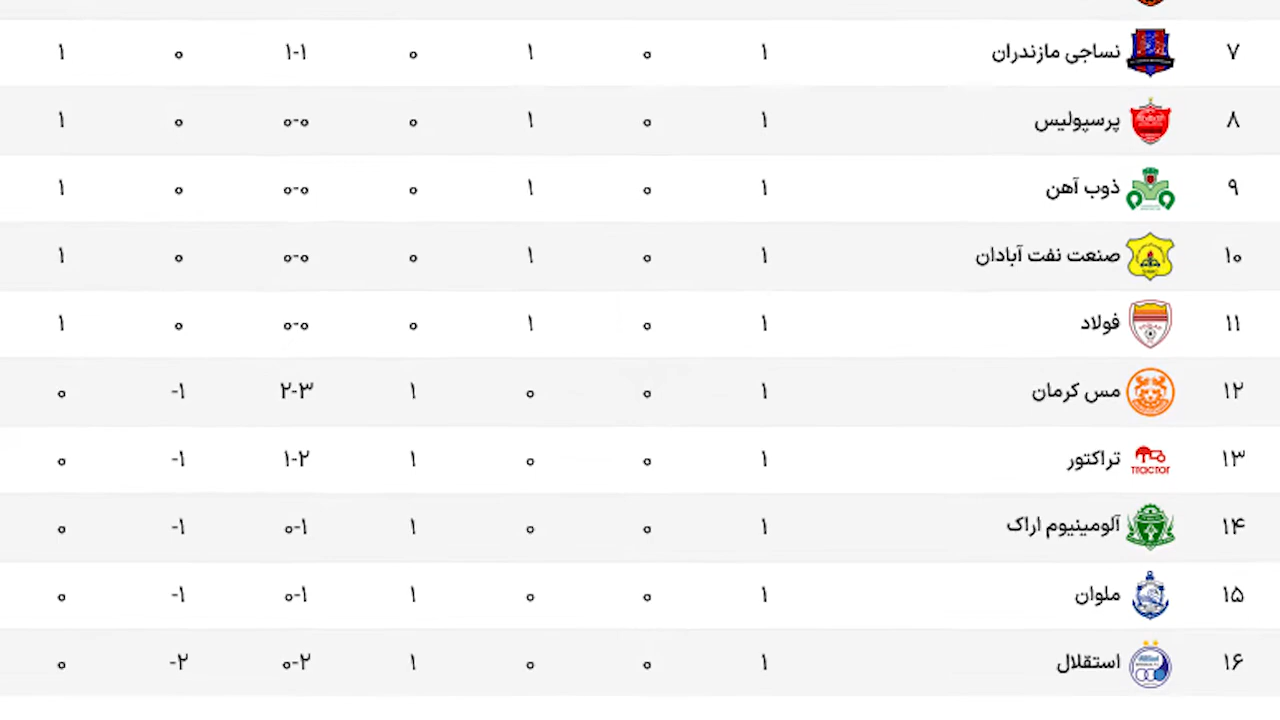 ۷ نساجی مازندران ۱ ۰ ۱ ۰ ۱-۱ ۰ ۱
۸ پرسپولیس ۱ ۰ ۱ ۰ ۰-۰ ۰ ۱
۹ ذوب آهن ۱ ۰ ۱ ۰ ۰-۰ ۰ ۱
۱۰ صنعت نفت آبادان ۱ ۰ ۱ ۰ ۰-۰ ۰ ۱
۱۱ فولاد ۱ ۰ ۱ ۰ ۰-۰ ۰ ۱
۱۲ مس کرمان ۱ ۰ ۰ ۱ ۲-۳ -۱ ۰
۱۳ TRACTOR تراکتور ۱ ۰ ۰ ۱ ۱-۲ -۱ ۰
۱۴ آلومینیوم اراک ۱ ۰ ۰ ۱ ۰-۱ -۱ ۰
۱۵ ملوان ۱ ۰ ۰ ۱ ۰-۱ -۱ ۰
۱۶ استقلال ۱ ۰ ۰ ۱ ۰-۲ -۲ ۰